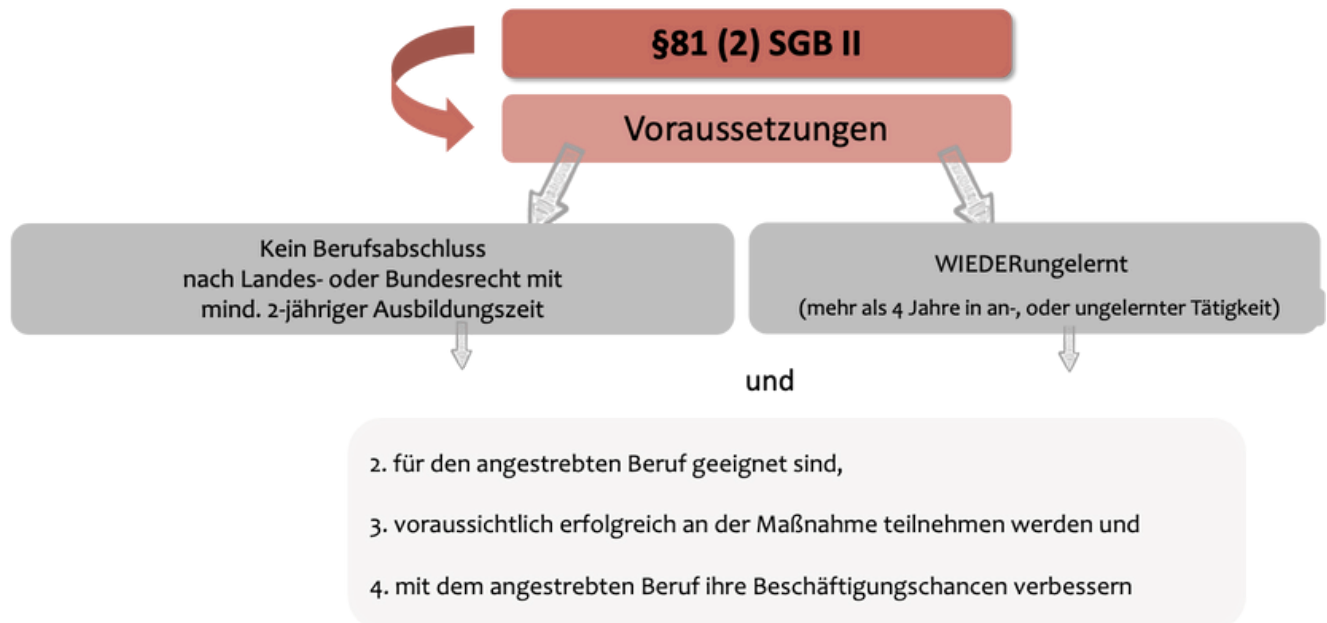 §81 (2) SGB II
Voraussetzungen
Kein Berufsabschluss
nach Landes- oder Bundesrecht mit
mind. 2-jähriger Ausbildungszeit
WIEDERungelernt
(mehr als 4 Jahre in an-, oder ungelernter Tätigkeit)
und
2. für den angestrebten Beruf geeignet sind,
3. voraussichtlich erfolgreich an der Maßnahme teilnehmen werden und
4. mit dem angestrebten Beruf ihre Beschäftigungschancen verbessern